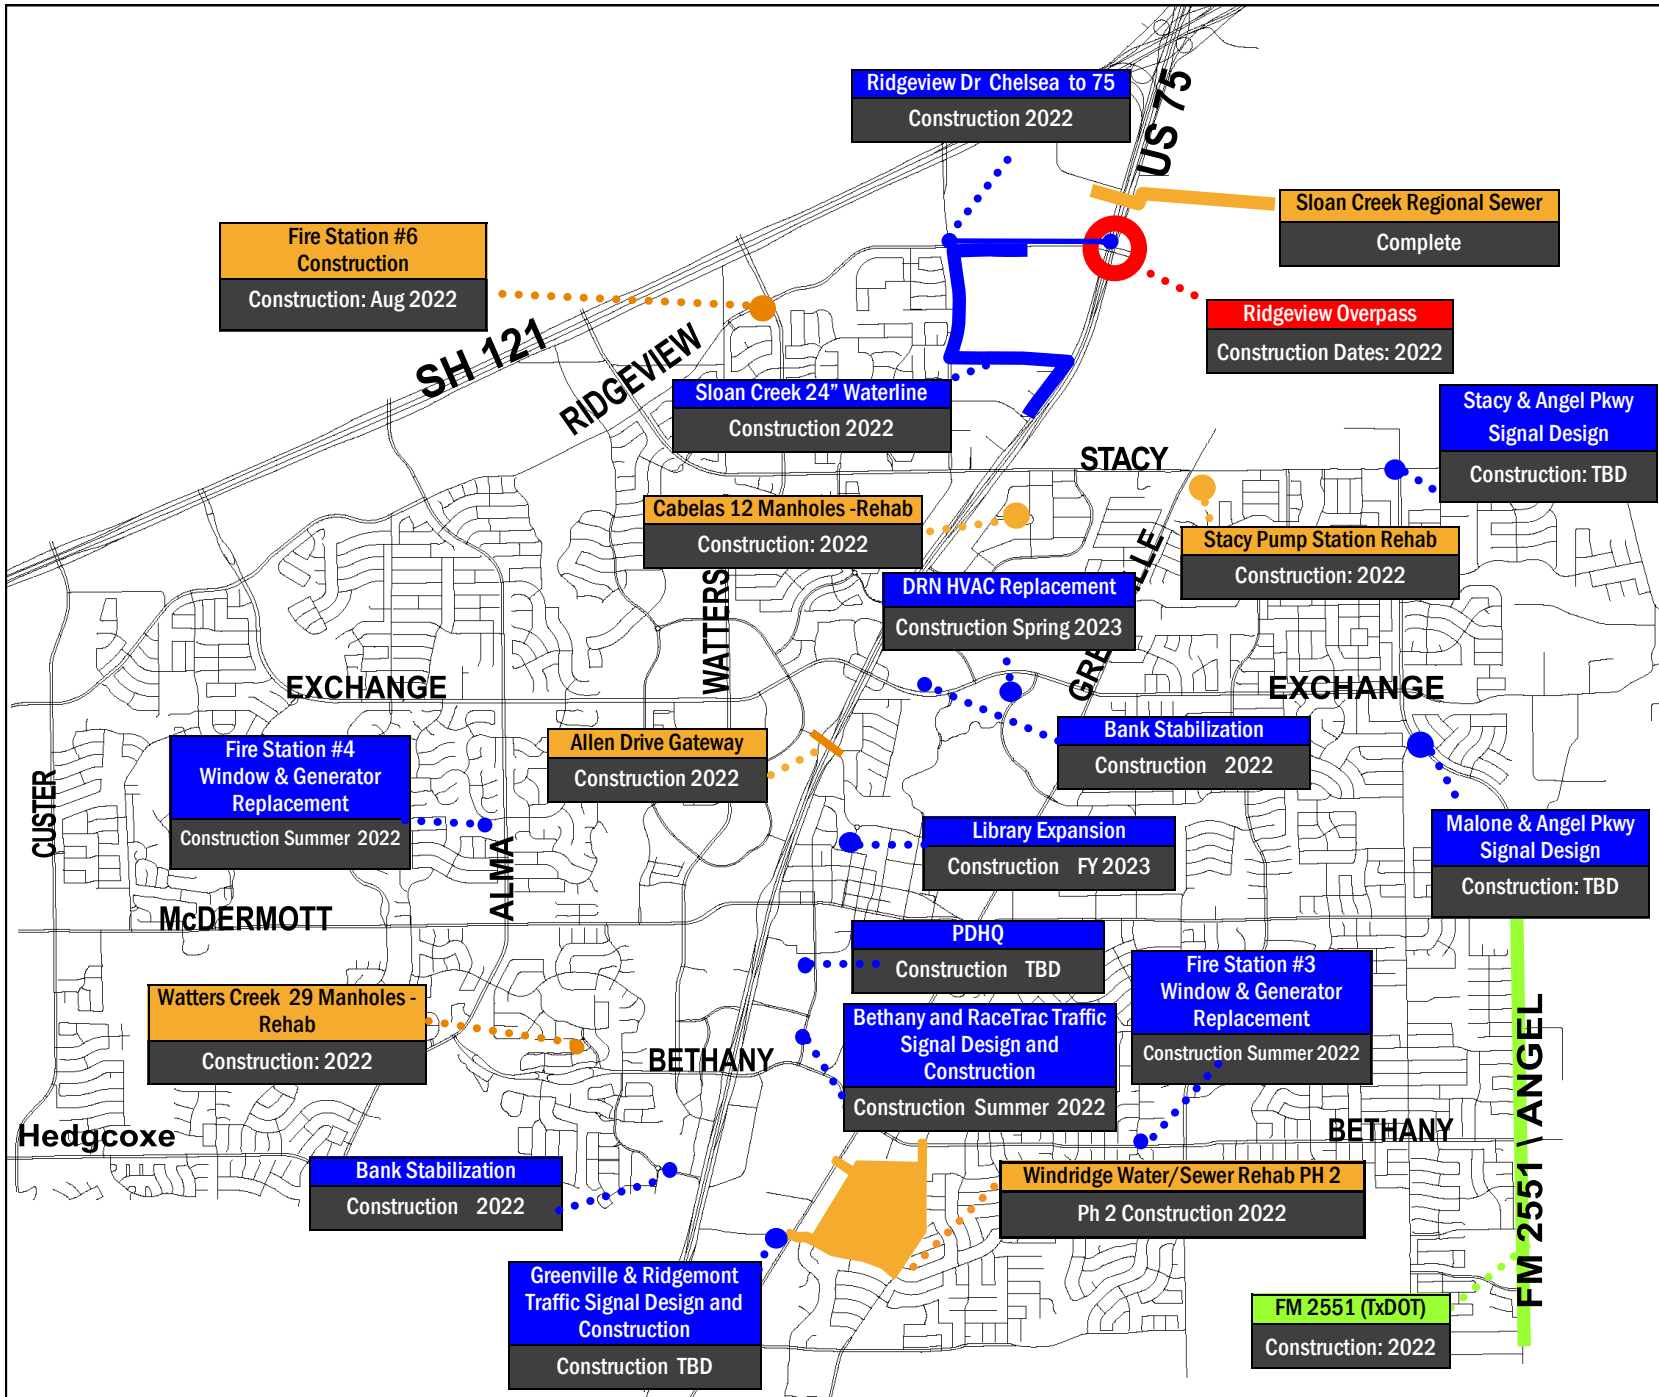 Ridgeview Dr Chelsea to 75
Construction 2022
US 75
Sloan Creek Regional Sewer
Complete
Fire Station #6
Construction
Construction: Aug 2022
Ridgeview Overpass
Construction Dates: 2022
SH 121
RIDGEVIEW
Sloan Creek 24” Waterline
Construction 2022
Stacy & Angel Pkwy
Signal Design
Construction: TBD
STACY
Cabelas 12 Manholes -Rehab
Construction: 2022
Stacy Pump Station Rehab
Construction: 2022
WATTERS
DRN HVAC Replacement
Construction Spring 2023
EXCHANGE
EXCHANGE
Bank Stabilization
Construction 2022
Allen Drive Gateway
Construction 2022
Fire Station #4
Window & Generator
Replacement
Construction Summer 2022
CUSTER
ALMA
Library Expansion
Construction FY 2023
Malone & Angel Pkwy
Signal Design
Construction: TBD
McDERMOTT
PDHQ
Construction TBD
Fire Station #3
Window & Generator
Replacement
Construction Summer 2022
Watters Creek 29 Manholes -
Rehab
Construction: 2022
BETHANY
Bethany and RaceTrac Traffic
Signal Design and
Construction
Construction Summer 2022
FM 2551 \ ANGEL
Hedgcoxe
BETHANY
Bank Stabilization
Construction 2022
Windridge Water/Sewer Rehab PH 2
Ph 2 Construction 2022
Greenville & Ridgemont
Traffic Signal Design and
Construction
Construction TBD
FM 2551 (TxDOT)
Construction: 2022